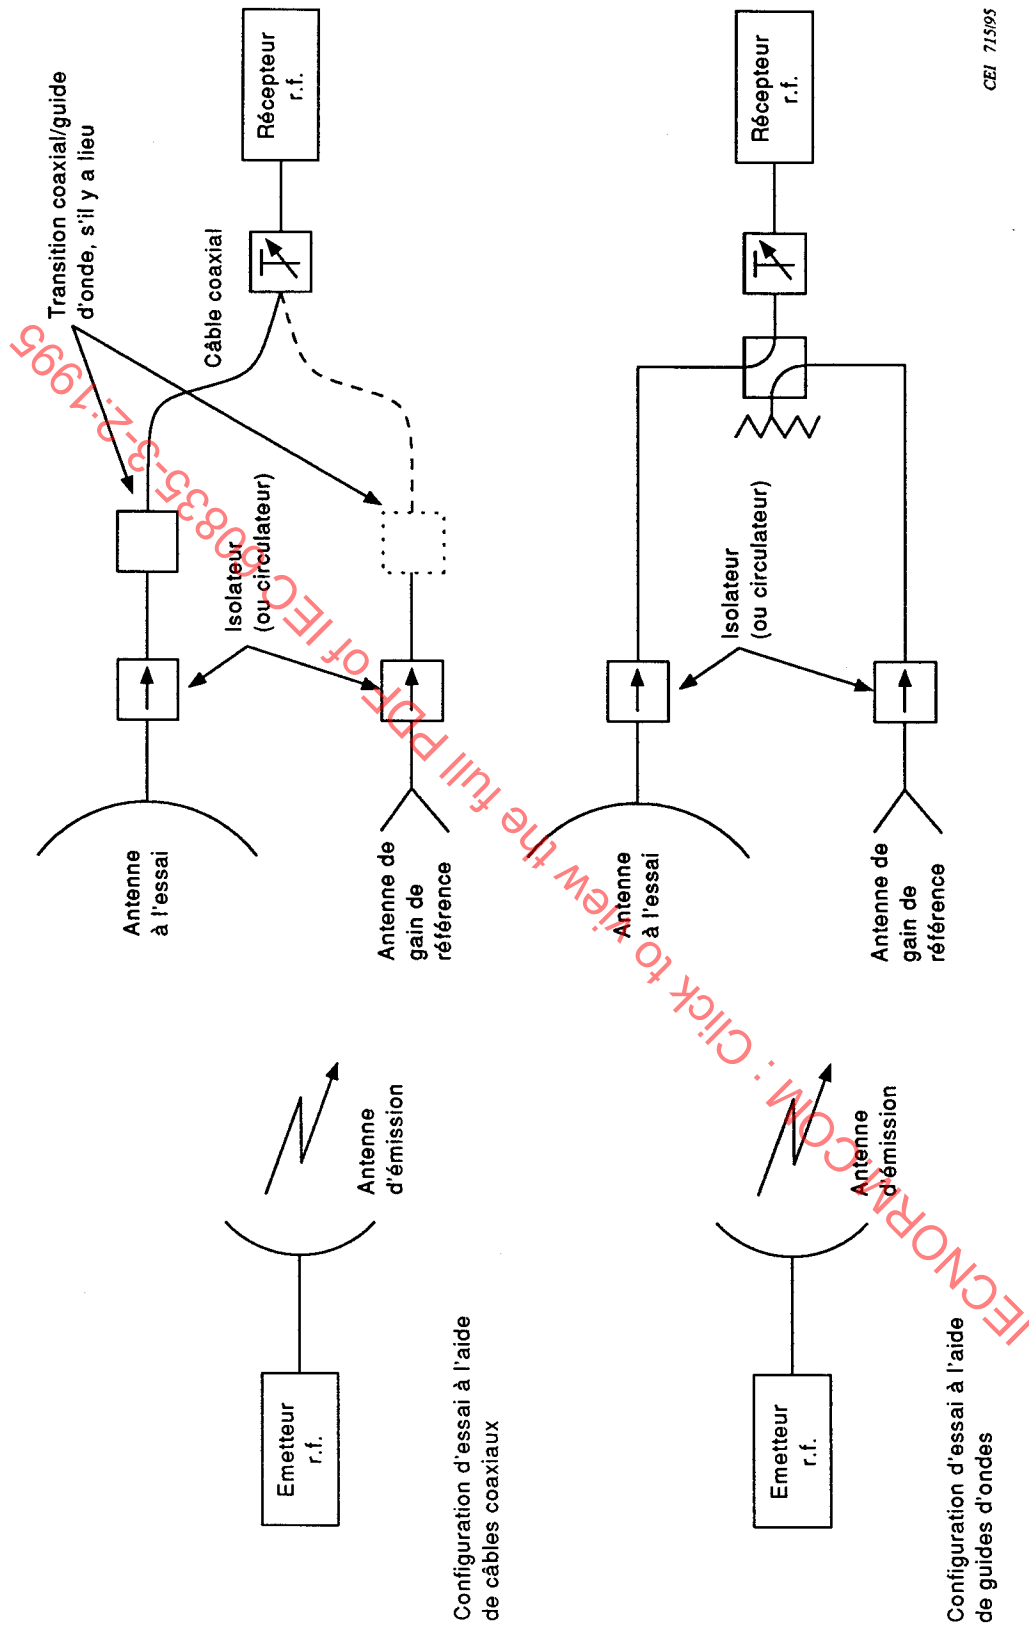 Emetteur
r.f.
Antenne
d'émission
Antenne
à l'essai
Antenne de
gain de
référence
Isolateur
(ou circulateur)
Transition coaxial/guide
d'onde, s'il y a lieu
Câble coaxial
Récepteur
r.f.
Configuration d'essai à l'aide
de câbles coaxiaux
Emetteur
r.f.
Antenne
d'émission
Antenne
à l'essai
Antenne de
gain de
référence
Isolateur
(ou circulateur)
Récepteur
r.f.
Configuration d'essai à l'aide
de guides d'ondes
CEI 715/95
IECNORM.COM : Click to view the full PDF of IEC 60835-3-2:1995